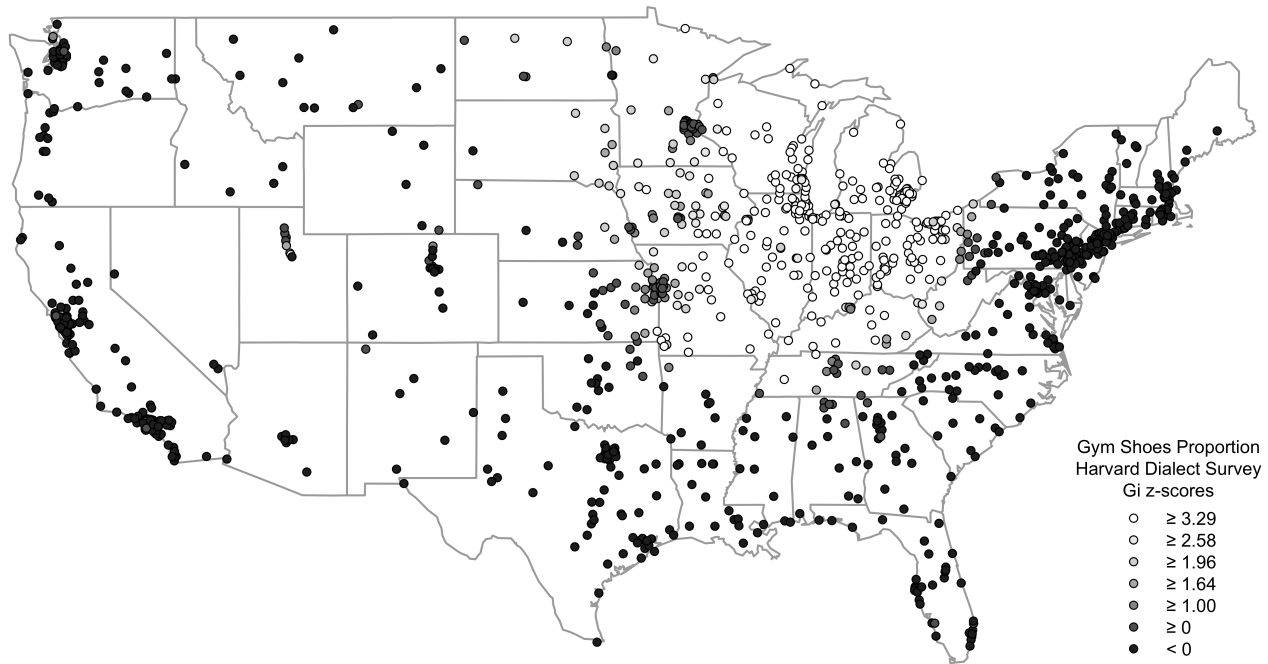 Gym Shoes Proportion
Harvard Dialect Survey
Gi z-scores
≥ 3.29
≥ 2.58
≥ 1.96
≥ 1.64
≥ 1.00
≥ 0
< 0